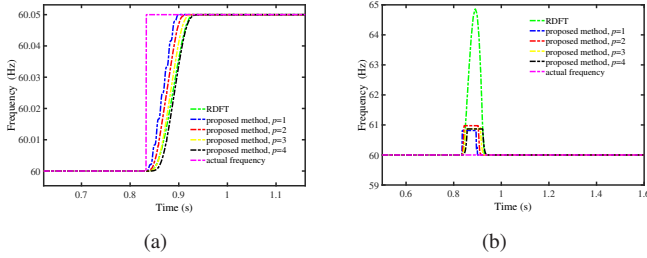 60.05
60.04
60.03
60.02
60.01
60
Frequency (Hz)
RDFT
proposed method, p=1
proposed method, p=2
proposed method, p=3
proposed method, p=4
actual frequency
0.7 0.8 0.9 1 1.1
Time (s)
(a)
65
64
63
62
61
60
59
Frequency (Hz)
RDFT
proposed method, p=1
proposed method, p=2
proposed method, p=3
proposed method, p=4
actual frequency
0.6 0.8 1 1.2 1.4 1.6
Time (s)
(b)